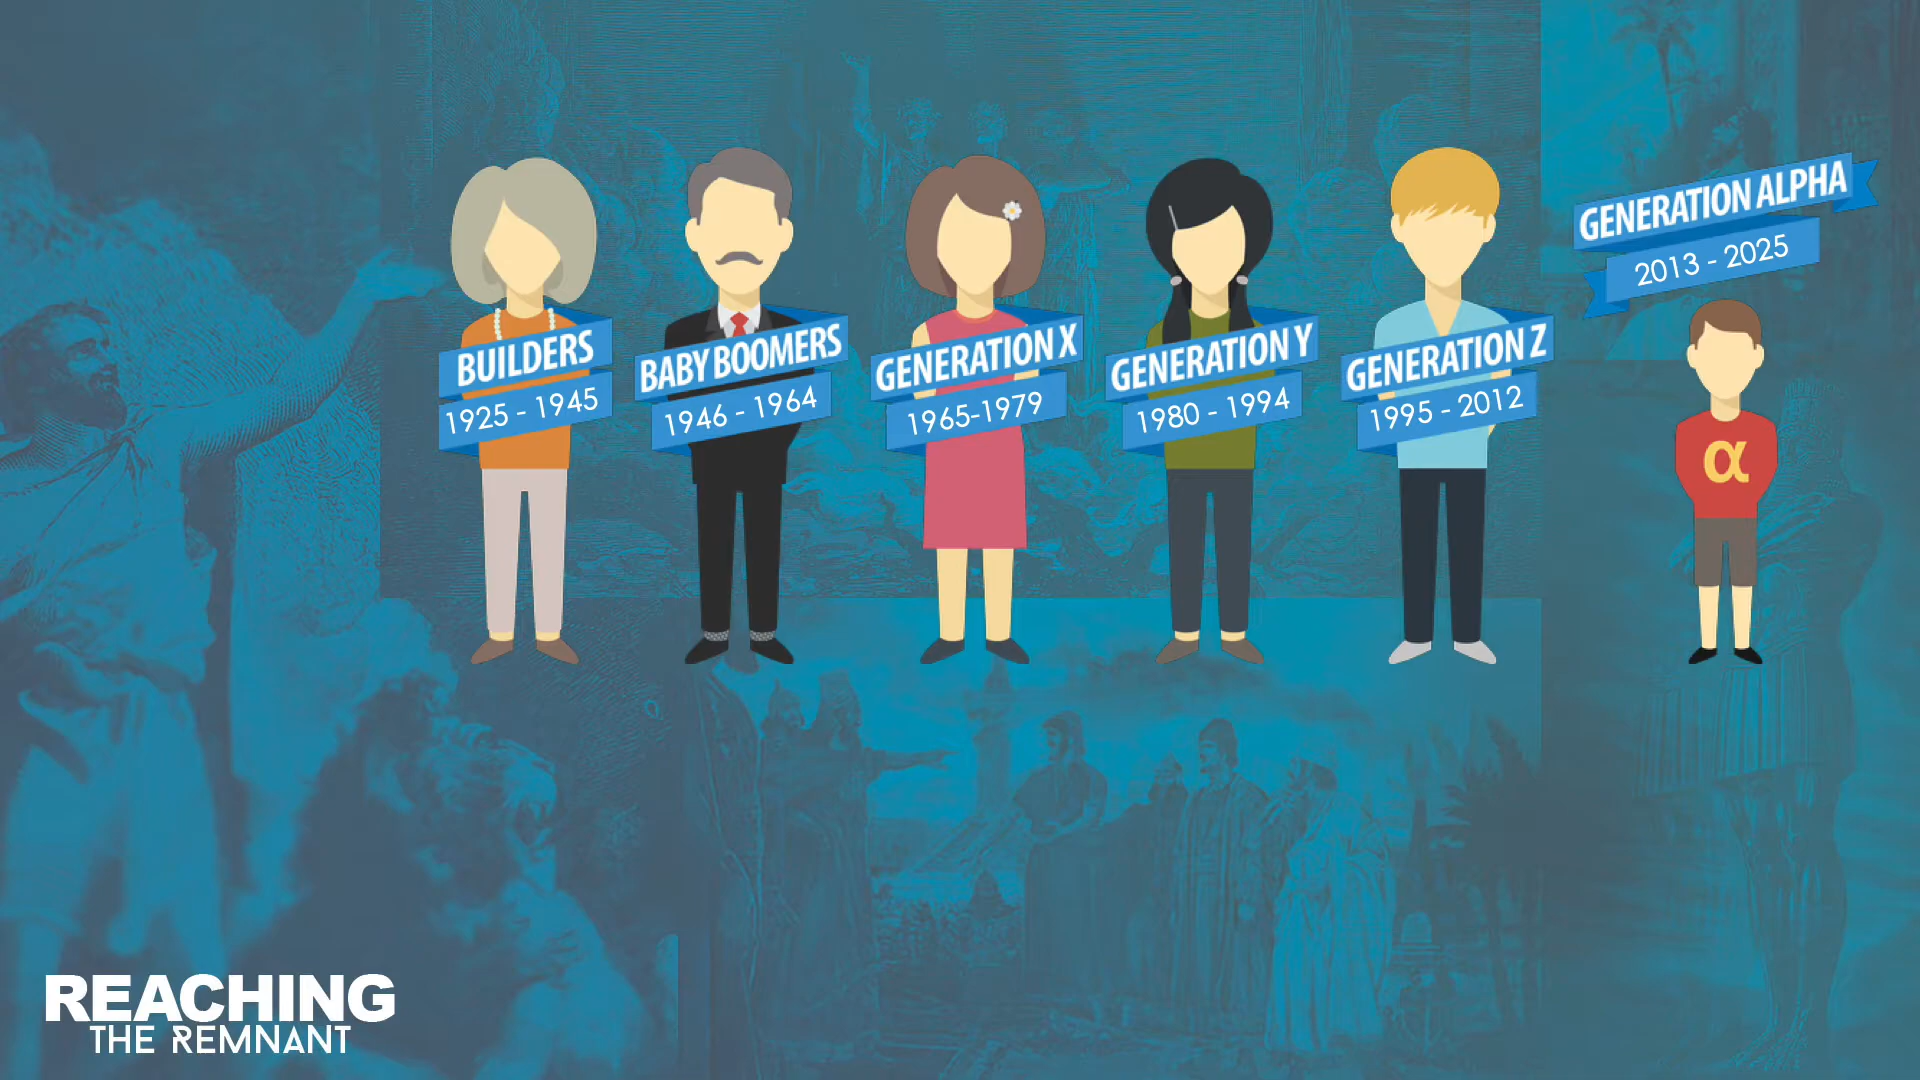 BUILDERS
1925 - 1945
BABY BOOMERS
1946 - 1964
GENERATION X
1965-1979
GENERATION Y
1980 - 1994
GENERATION Z
1995 - 2012
GENERATION ALPHA
2013 - 2025
α
REACHING
THE REMNANT